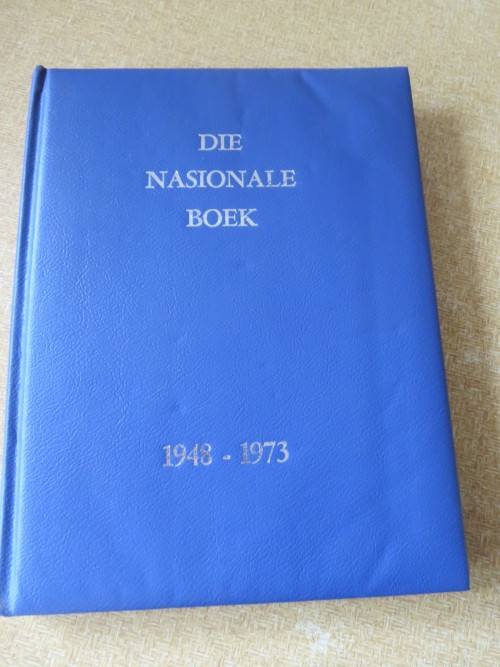 DIE
NASIONALE
BOEK
1948 - 1973